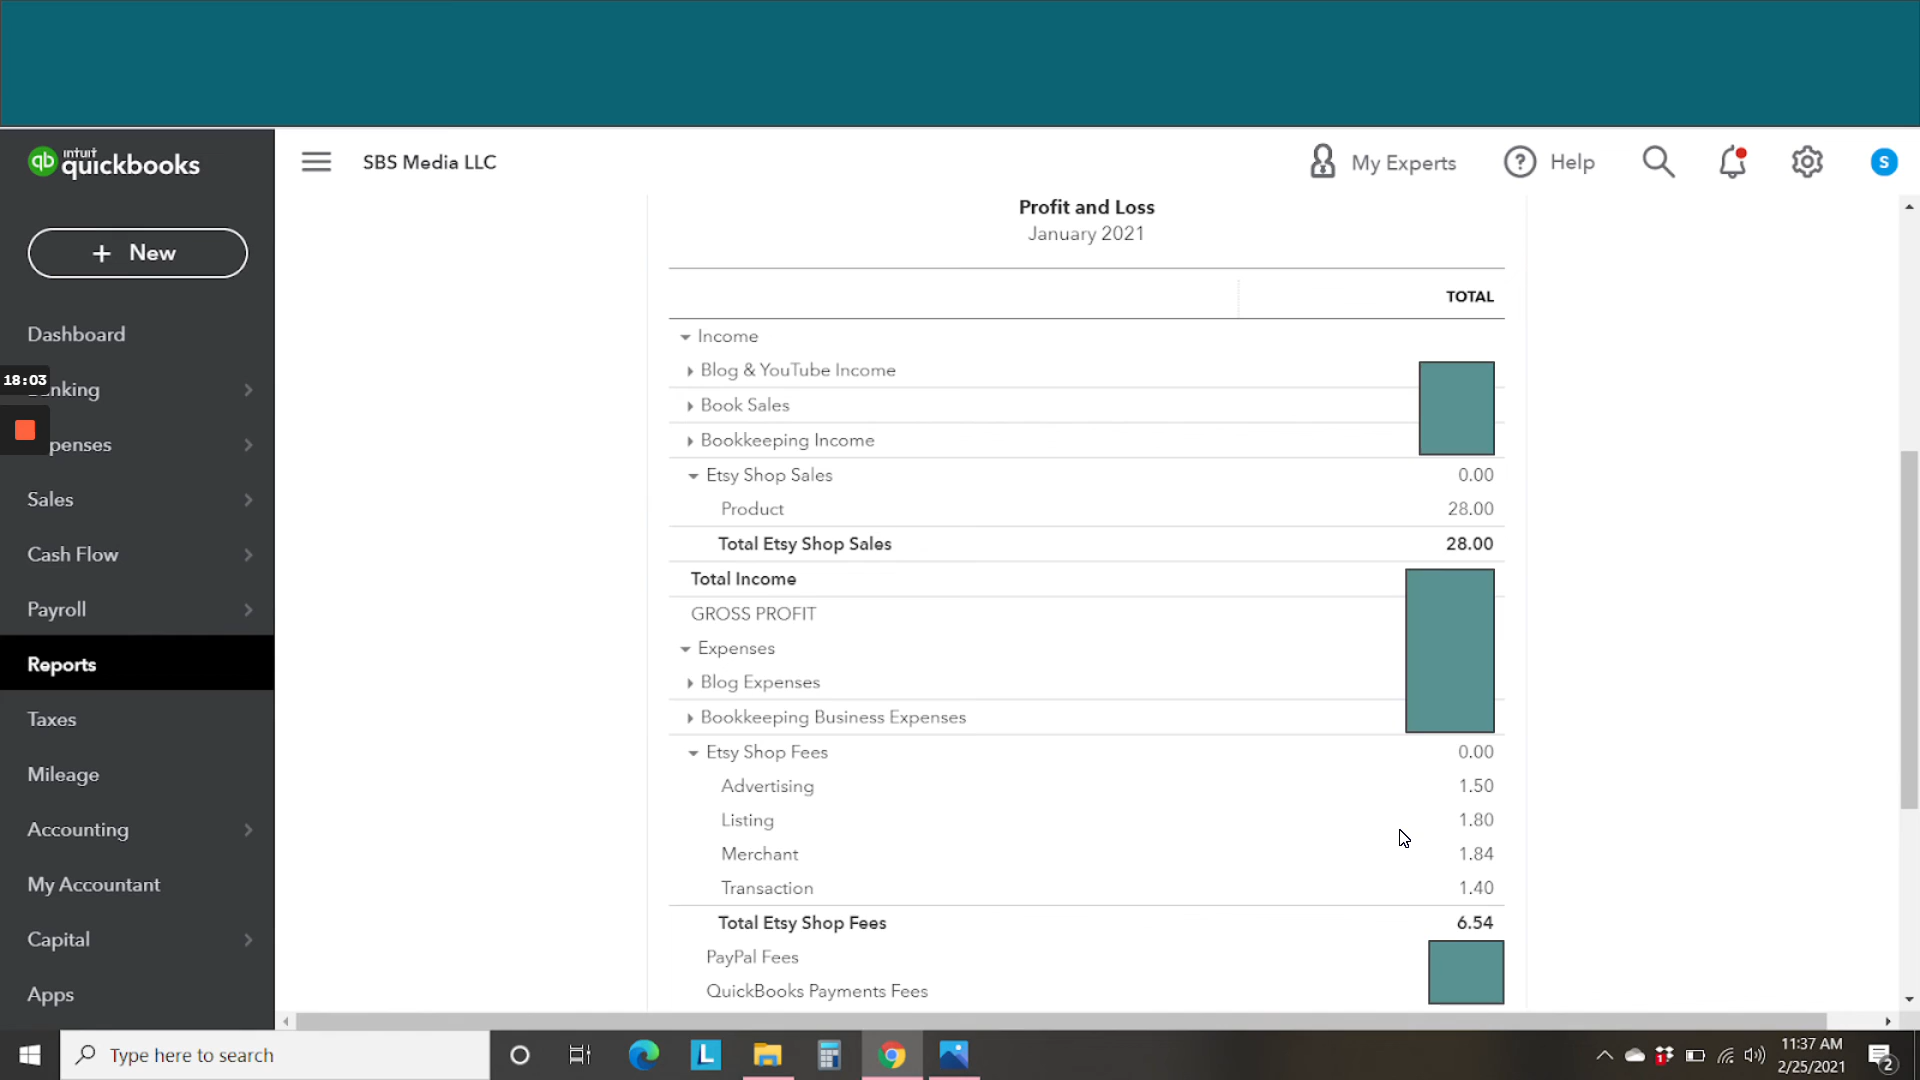 intuit
qb quickbooks
SBS Media LLC
My Experts
Help
S
+ New
Dashboard
18:03
nking
penses
Sales
Cash Flow
Payroll
Reports
Taxes
Mileage
Accounting
My Accountant
Capital
Apps
Profit and Loss
January 2021
TOTAL
Income
Blog & YouTube Income
Book Sales
Bookkeeping Income
Etsy Shop Sales 0.00
Product 28.00
Total Etsy Shop Sales 28.00
Total Income
GROSS PROFIT
Expenses
Blog Expenses
Bookkeeping Business Expenses
Etsy Shop Fees 0.00
Advertising 1.50
Listing 1.80
Merchant 1.84
Transaction 1.40
Total Etsy Shop Fees 6.54
PayPal Fees
QuickBooks Payments Fees
Type here to search
L
1
11:37 AM
2/25/2021
2